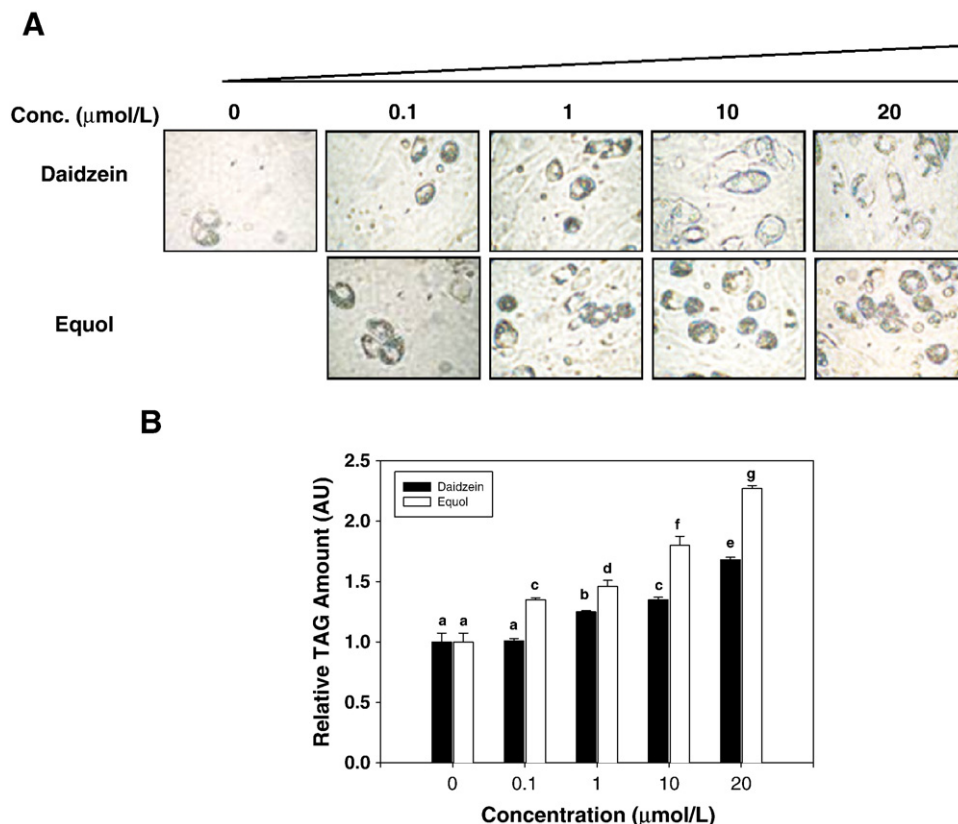 A
Conc. (μmol/L) 0 0.1 1 10 20
Daidzein
Equol
B
Relative TAG Amount (AU)
2.5
2.0
1.5
1.0
0.5
0.0
Daidzein
Equol
a a
a c
b d
c f
e g
0 0.1 1 10 20
Concentration (μmol/L)